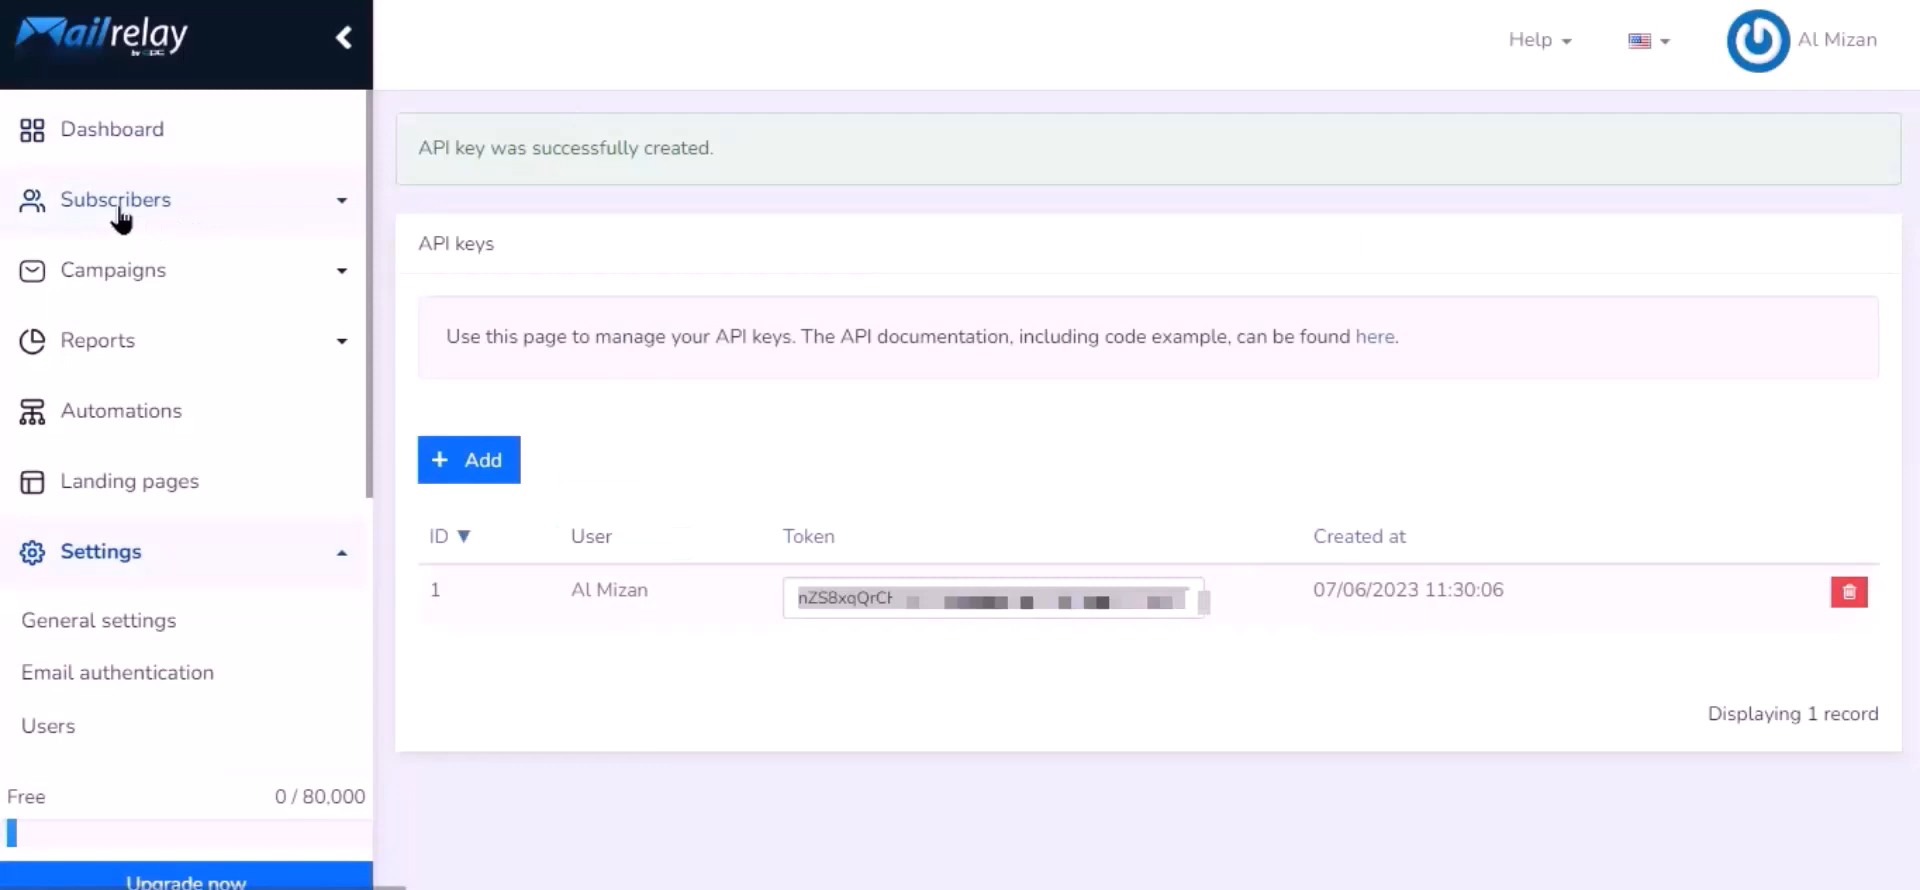 Mailrelay
Help
Al Mizan
Dashboard
Subscribers
Campaigns
Reports
Automations
Landing pages
Settings
General settings
Email authentication
Users
Free 0 / 80,000
Upgrade now
API key was successfully created.
API keys
Use this page to manage your API keys. The API documentation, including code example, can be found here.
+ Add
ID ▼ User Token Created at
1 Al Mizan nZS8xqQrCH 07/06/2023 11:30:06
Displaying 1 record